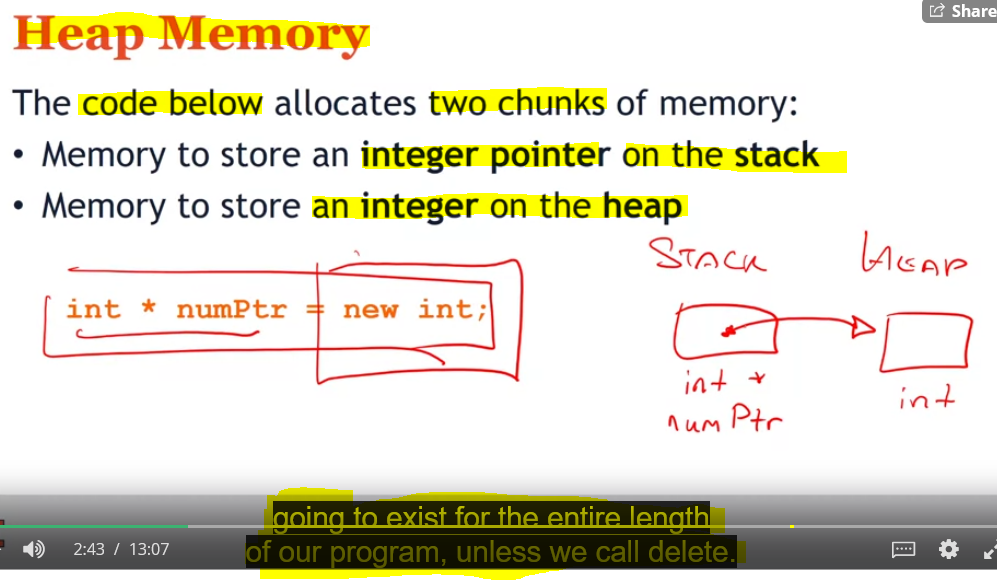 Share
Heap Memory
The code below allocates two chunks of memory:
• Memory to store an integer pointer on the stack
• Memory to store an integer on the heap
STACK HEAP
int * numPtr = new int;
int *
numPtr
int
going to exist for the entire length
of our program, unless we call delete.
2:43 / 13:07